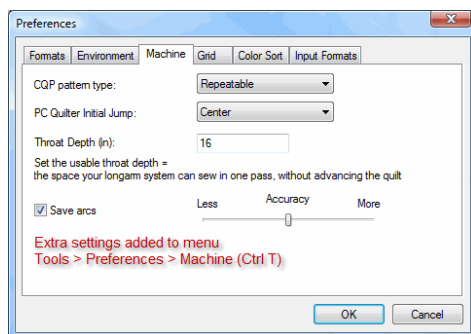 Preferences
Formats Environment Machine Grid Color Sort Input Formats
CQP pattern type: Repeatable
PC Quilter Initial Jump: Center
Throat Depth (in): 16
Set the usable throat depth =
the space your longarm system can sew in one pass, without advancing the quilt
Save arcs Less Accuracy More
Extra settings added to menu
Tools > Preferences > Machine (Ctrl T)
OK Cancel